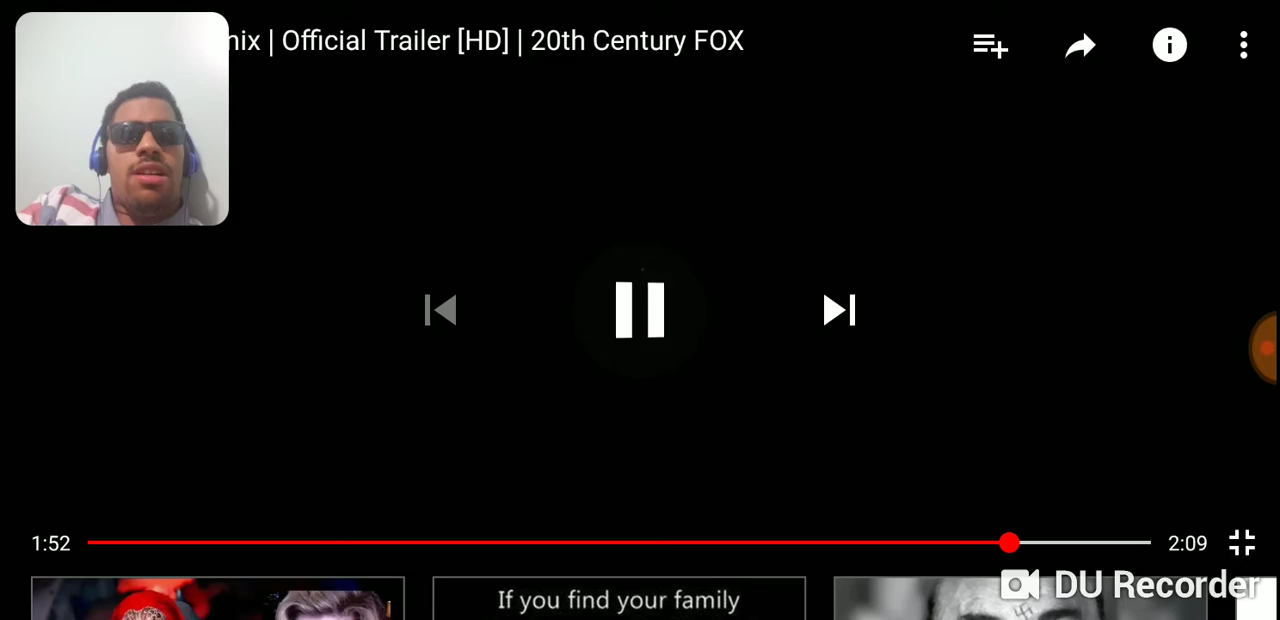 nix | Official Trailer [HD] | 20th Century FOX
1:52
2:09
If you find your family
DU Recorder